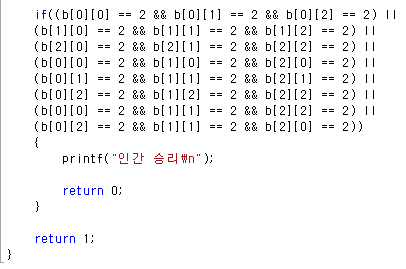 if((b[0][0] == 2 && b[0][1] == 2 && b[0][2] == 2) ||
(b[1][0] == 2 && b[1][1] == 2 && b[1][2] == 2) ||
(b[2][0] == 2 && b[2][1] == 2 && b[2][2] == 2) ||
(b[0][0] == 2 && b[1][0] == 2 && b[2][0] == 2) ||
(b[0][1] == 2 && b[1][1] == 2 && b[2][1] == 2) ||
(b[0][2] == 2 && b[1][2] == 2 && b[2][2] == 2) ||
(b[0][0] == 2 && b[1][1] == 2 && b[2][2] == 2) ||
(b[0][2] == 2 && b[1][1] == 2 && b[2][0] == 2))
{
printf("인간 승리₩n");
return 0;
}
return 1;
}